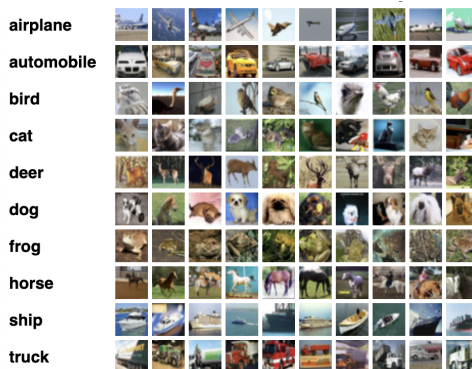 airplane
automobile
bird
cat
deer
dog
frog
horse
ship
truck